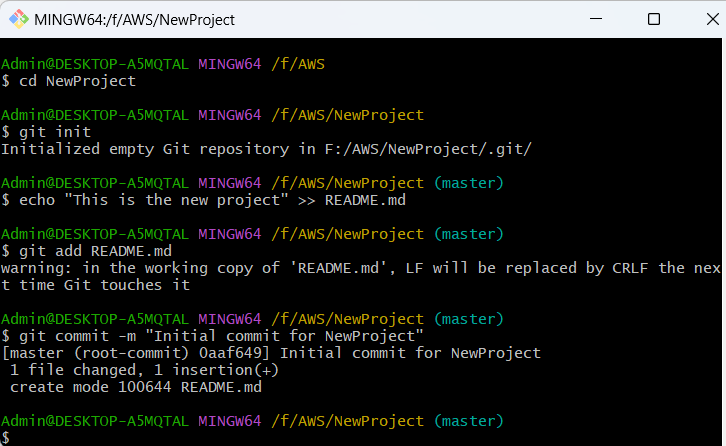 MINGW64:/f/AWS/NewProject
Admin@DESKTOP-A5MQTAL MINGW64 /f/AWS
$ cd NewProject
Admin@DESKTOP-A5MQTAL MINGW64 /f/AWS/NewProject
$ git init
Initialized empty Git repository in F:/AWS/NewProject/.git/
Admin@DESKTOP-A5MQTAL MINGW64 /f/AWS/NewProject (master)
$ echo "This is the new project" >> README.md
Admin@DESKTOP-A5MQTAL MINGW64 /f/AWS/NewProject (master)
$ git add README.md
warning: in the working copy of 'README.md', LF will be replaced by CRLF the nex
t time Git touches it
Admin@DESKTOP-A5MQTAL MINGW64 /f/AWS/NewProject (master)
$ git commit -m "Initial commit for NewProject"
[master (root-commit) 0aaf649] Initial commit for NewProject
 1 file changed, 1 insertion(+)
 create mode 100644 README.md
Admin@DESKTOP-A5MQTAL MINGW64 /f/AWS/NewProject (master)
$